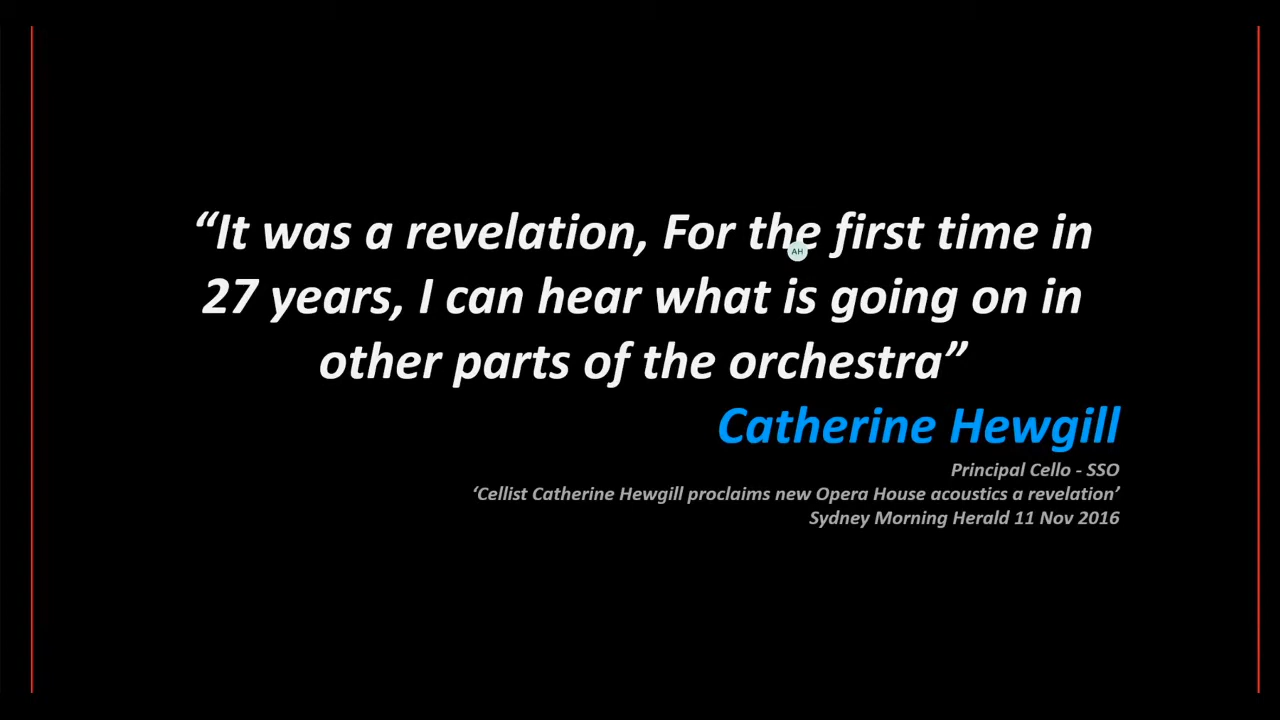 “It was a revelation, For the first time in
AH
27 years, I can hear what is going on in
other parts of the orchestra”
Catherine Hewgill
Principal Cello - SSO
‘Cellist Catherine Hewgill proclaims new Opera House acoustics a revelation’
Sydney Morning Herald 11 Nov 2016